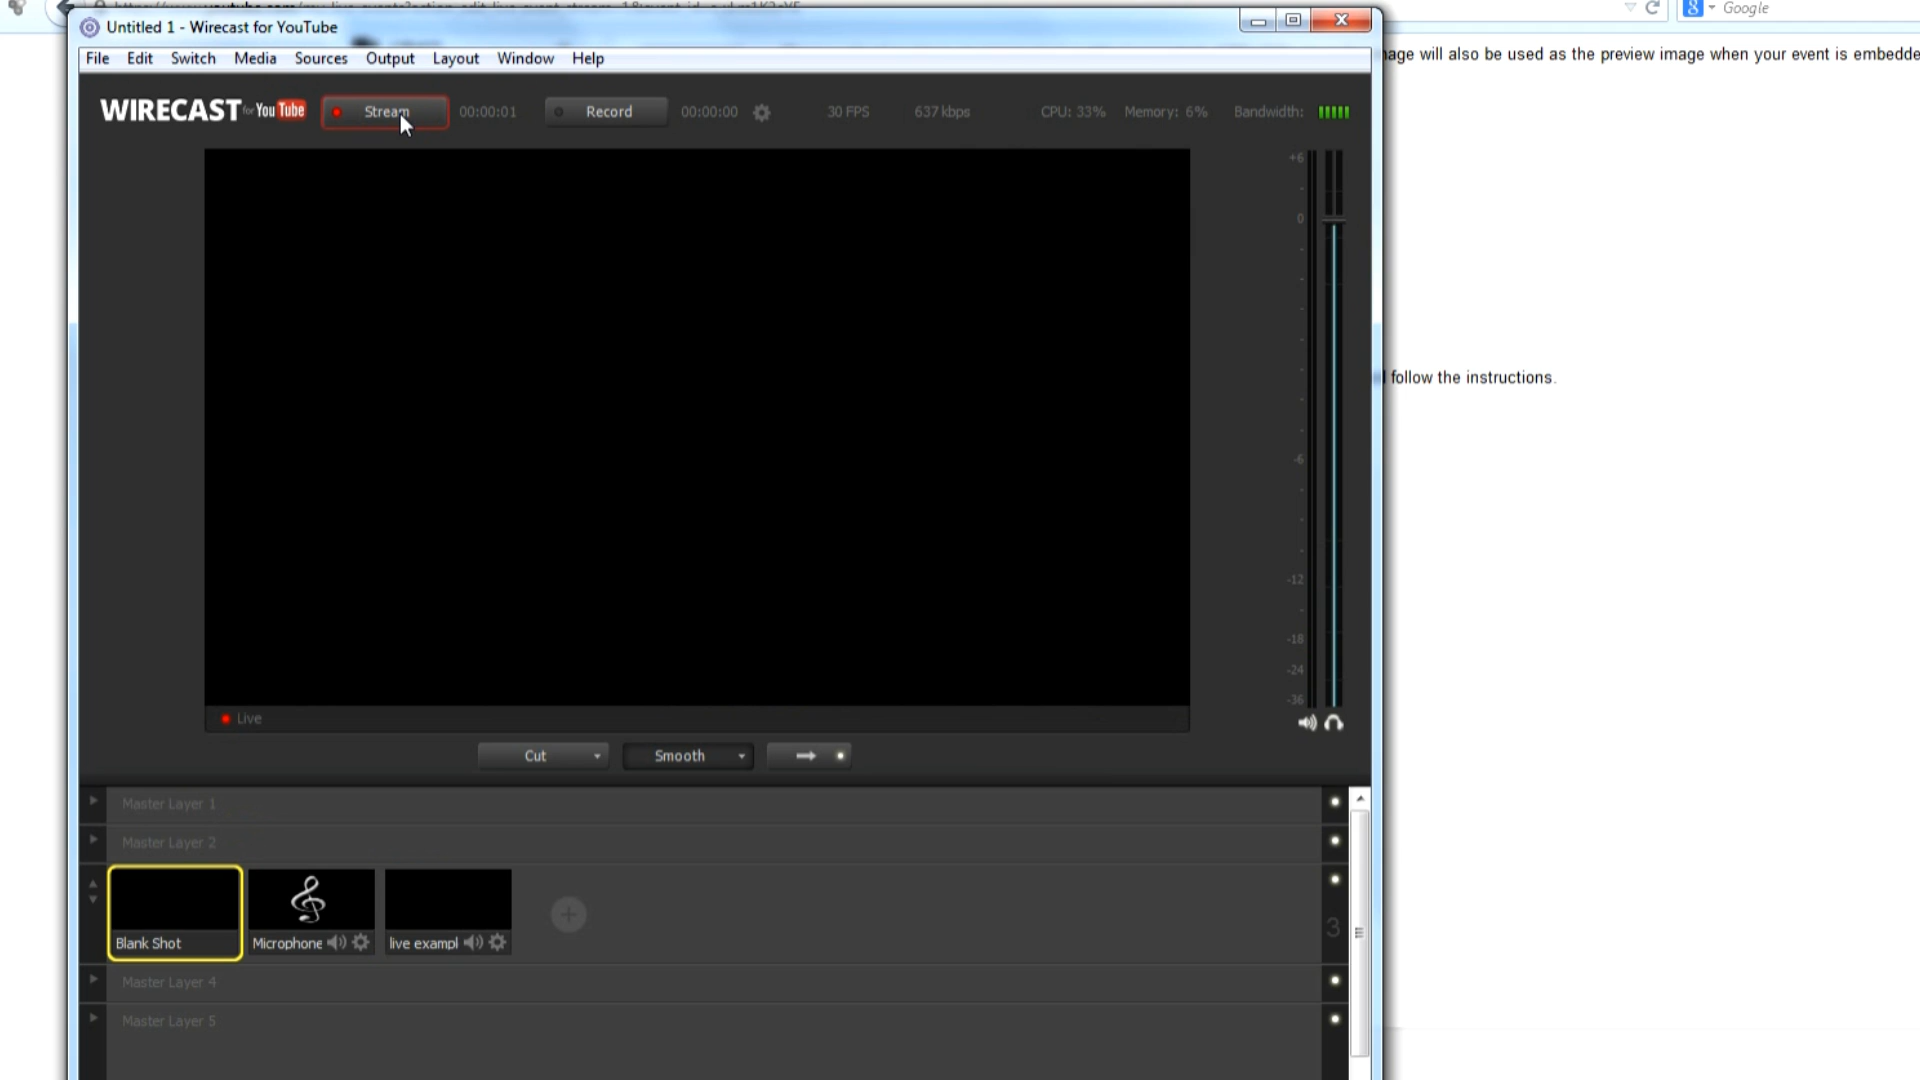 Google
Untitled 1 - Wirecast for YouTube
File Edit Switch Media Sources Output Layout Window Help
age will also be used as the preview image when your event is embedde
WIRECAST for YouTube Stream 00:00:01 Record 00:00:00 30 FPS 637 kbps CPU: 33% Memory: 6% Bandwidth:
+6
0
follow the instructions.
-6
-12
-18
-24
-36
Live
Cut Smooth
Master Layer 1
Master Layer 2
3
Blank Shot Microphone live exampl
Master Layer 4
Master Layer 5